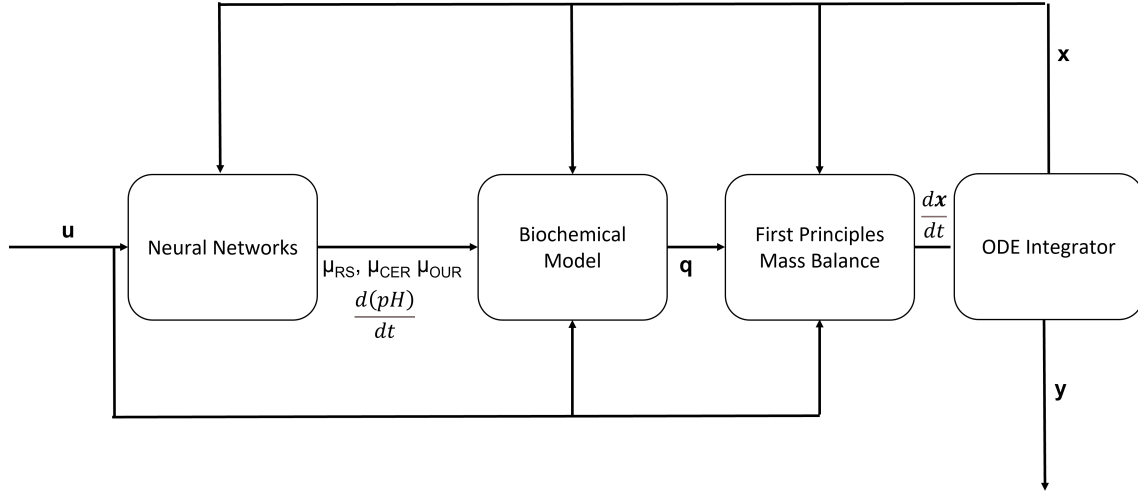 x
u
Neural Networks
μRS, μCER μOUR
d(pH)
dt
Biochemical
Model
q
First Principles
Mass Balance
dx
dt
ODE Integrator
y